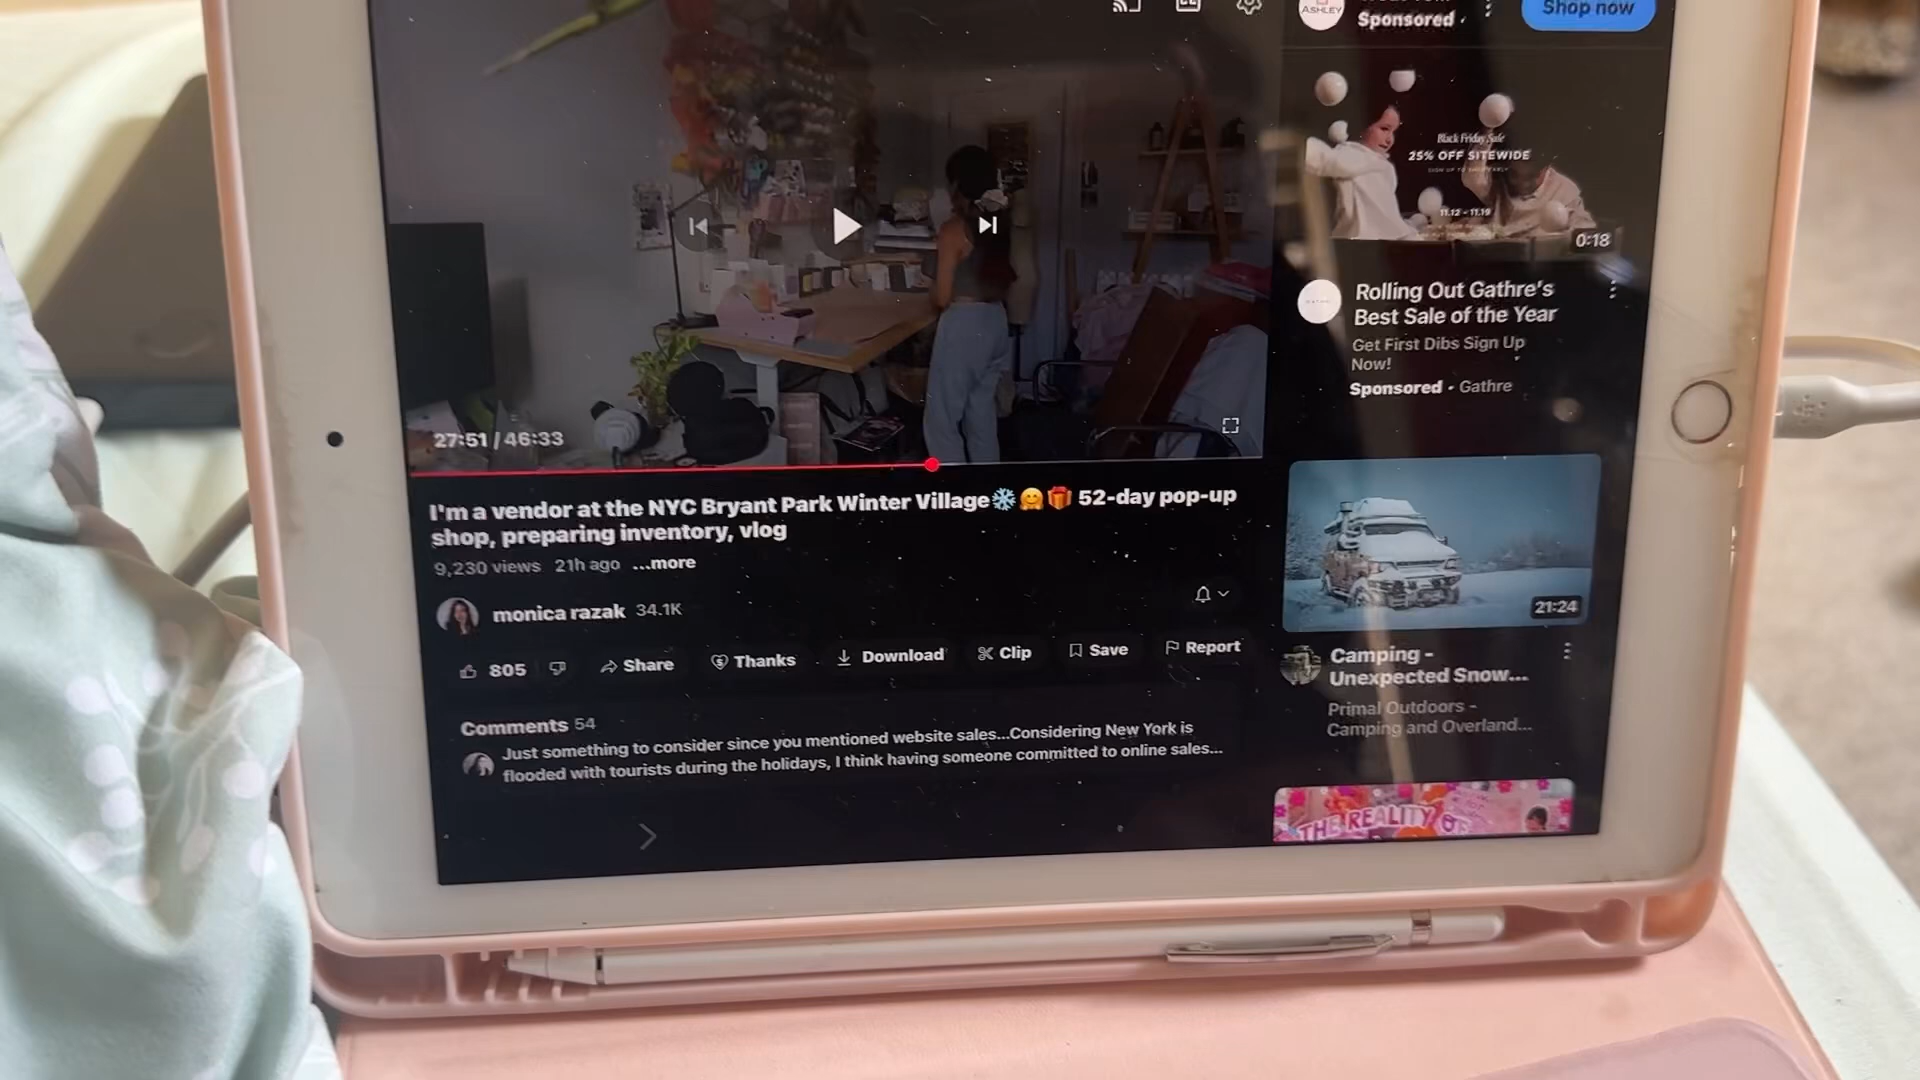 27:51 / 46:33
I'm a vendor at the NYC Bryant Park Winter Village❄️🤗🎁 52-day pop-up
shop, preparing inventory, vlog
9,230 views 21h ago ...more
monica razak 34.1K
805 Share Thanks Download Clip Save Report
Comments 54
Just something to consider since you mentioned website sales...Considering New York is
flooded with tourists during the holidays, I think having someone committed to online sales...
ASHLEY
Sponsored ·
Shop now
Black Friday Sale
25% OFF SITEWIDE
11.12 - 11.19
0:18
Rolling Out Gathre's
Best Sale of the Year
Get First Dibs Sign Up
Now!
Sponsored · Gathre
21:24
Camping -
Unexpected Snow...
Primal Outdoors -
Camping and Overland...
THE REALITY OF